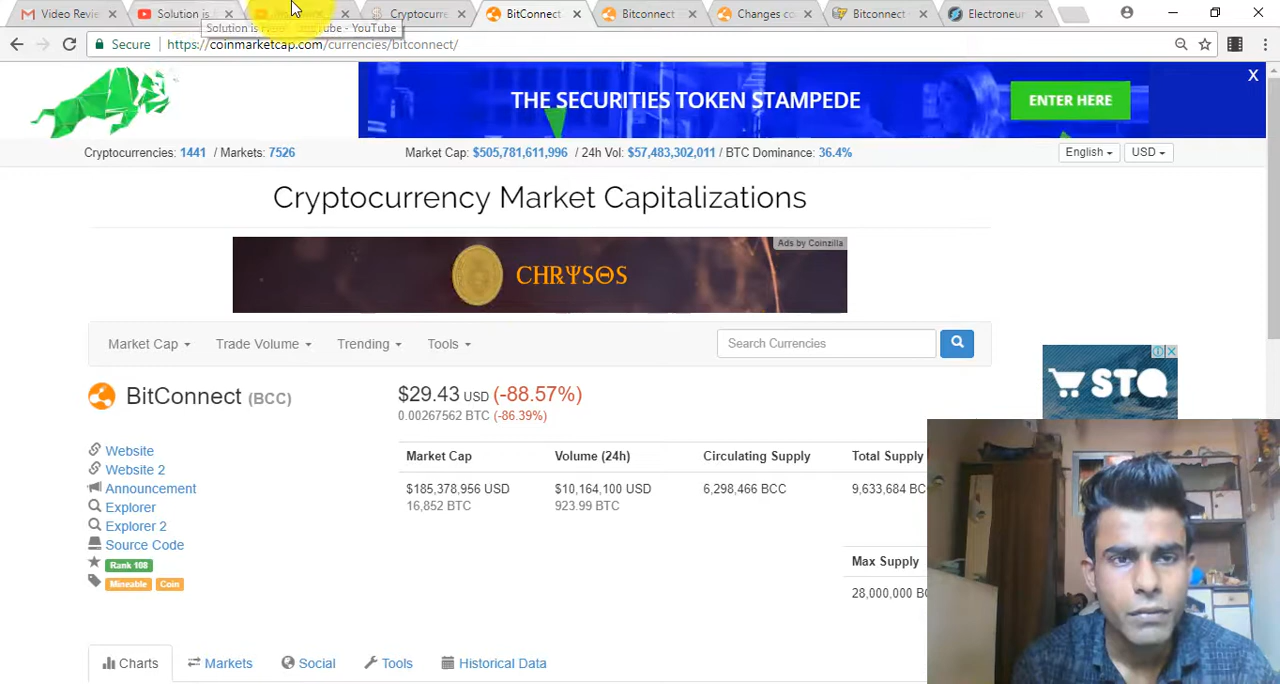 Video Revie
Solution is
Cryptocurre
BitConnect
Bitconnect
Changes co
Bitconnect
Electroneur
Solution is Here - YouTube
Secure
https://coinmarketcap.com/currencies/bitconnect/
THE SECURITIES TOKEN STAMPEDE
ENTER HERE
X
Cryptocurrencies: 1441 / Markets: 7526
Market Cap: $505,781,611,996 / 24h Vol: $57,483,302,011 / BTC Dominance: 36.4%
English
USD
Cryptocurrency Market Capitalizations
Ads by Coinzilla
CHRΨSOS
Market Cap
Trade Volume
Trending
Tools
Search Currencies
STQ
BitConnect (BCC)
$29.43 USD (-88.57%)
0.00267562 BTC (-86.39%)
Website
Website 2
Announcement
Explorer
Explorer 2
Source Code
Rank 108
Mineable
Coin
Market Cap
Volume (24h)
Circulating Supply
Total Supply
$185,378,956 USD
$10,164,100 USD
6,298,466 BCC
9,633,684 BC
16,852 BTC
923.99 BTC
Max Supply
28,000,000 BC
Charts
Markets
Social
Tools
Historical Data